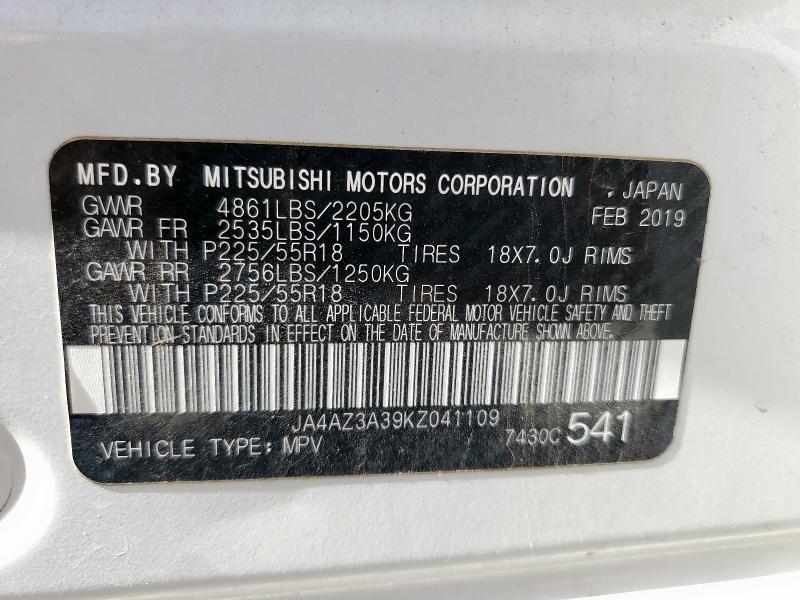 MFD.BY MITSUBISHI MOTORS CORPORATION , JAPAN
GVWR 4861LBS/2205KG FEB 2019
GAWR FR 2535LBS/1150KG
WITH P225/55R18 TIRES 18X7.0J RIMS
GAWR RR 2756LBS/1250KG
WITH P225/55R18 TIRES 18X7.0J RIMS
THIS VEHICLE CONFORMS TO ALL APPLICABLE FEDERAL MOTOR VEHICLE SAFETY AND THEFT
PREVENTION STANDARDS IN EFFECT ON THE DATE OF MANUFACTURE SHOWN ABOVE.
JA4AZ3A39KZ041109
VEHICLE TYPE: MPV 7430C 541